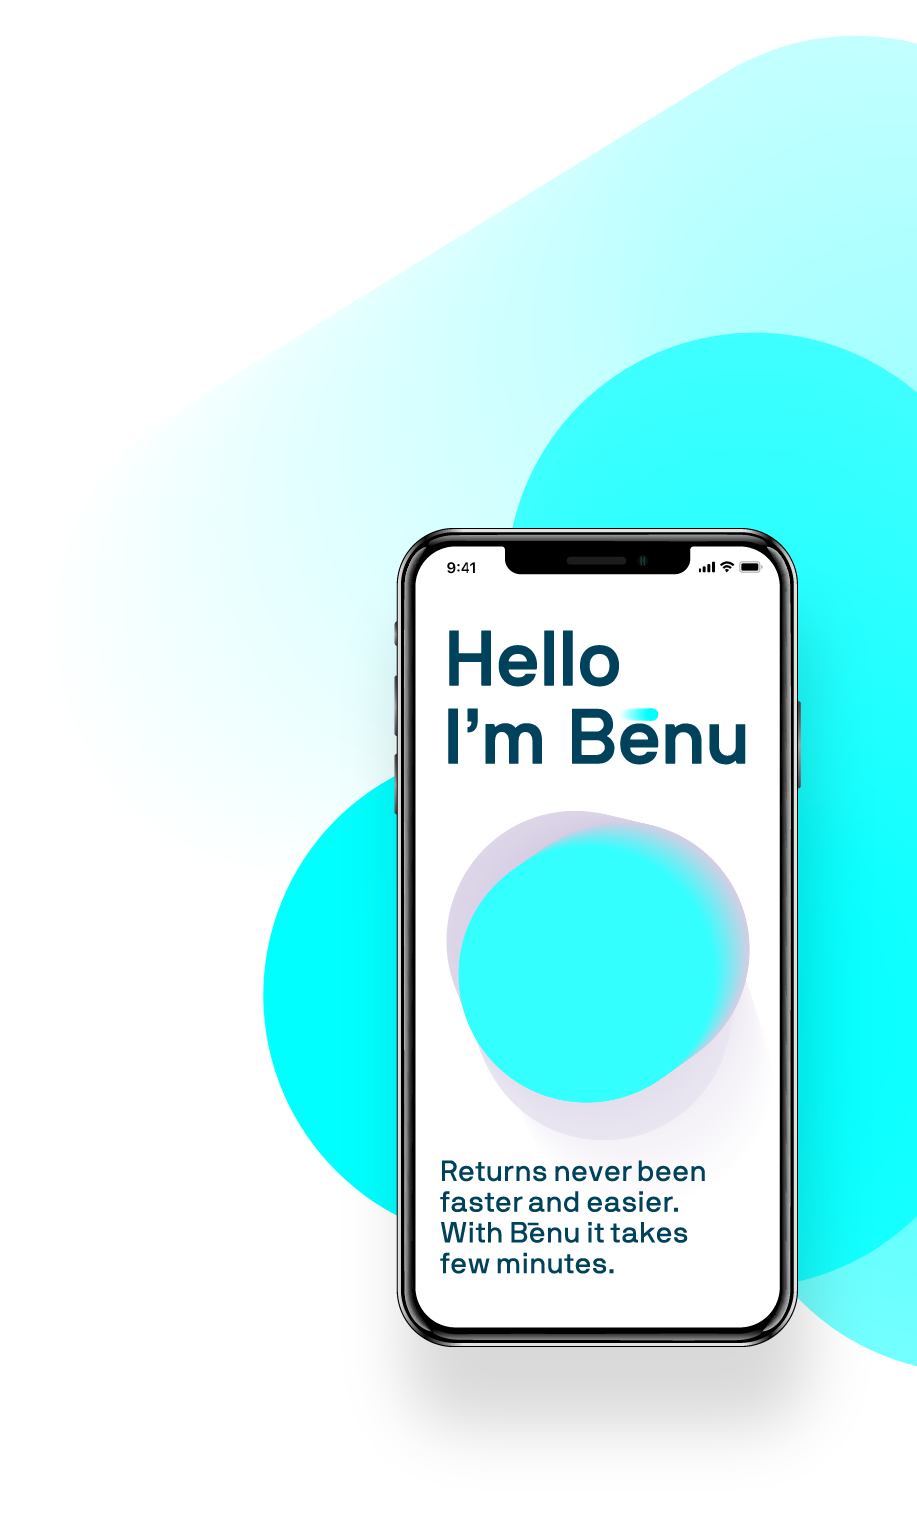 9:41
Hello
I’m Bēnu
Returns never been
faster and easier.
With Bēnu it takes
few minutes.